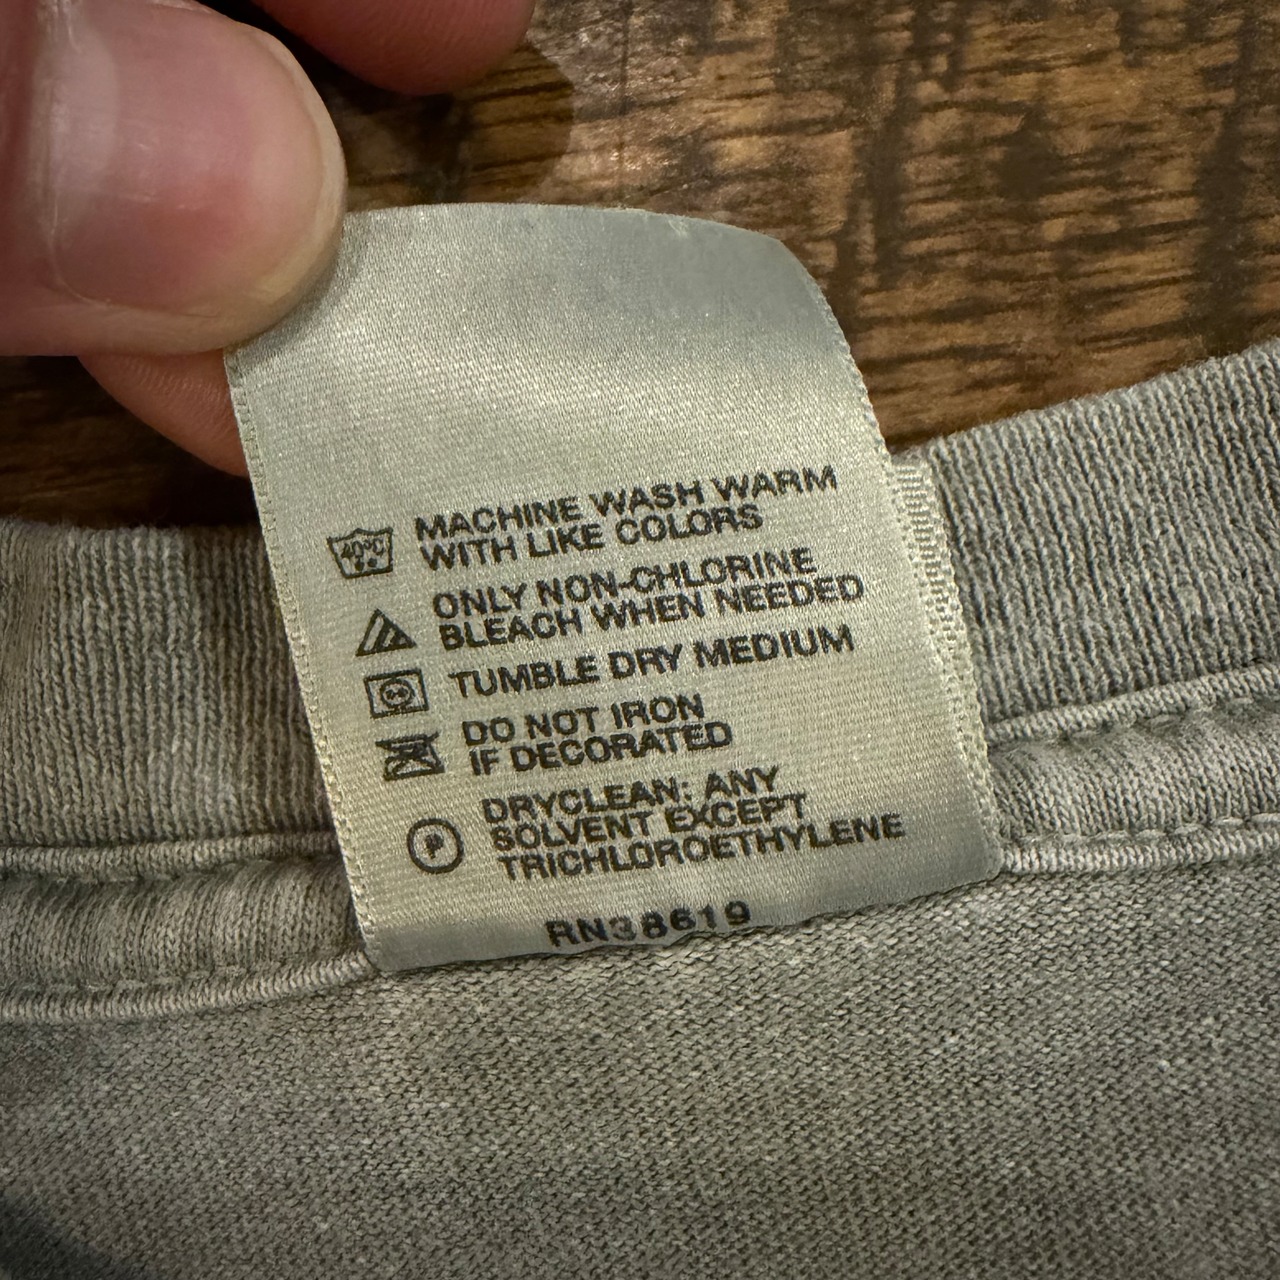 40°C
MACHINE WASH WARM
WITH LIKE COLORS
ONLY NON-CHLORINE
BLEACH WHEN NEEDED
TUMBLE DRY MEDIUM
DO NOT IRON
IF DECORATED
P
DRYCLEAN: ANY
SOLVENT EXCEPT
TRICHLOROETHYLENE
RN38619